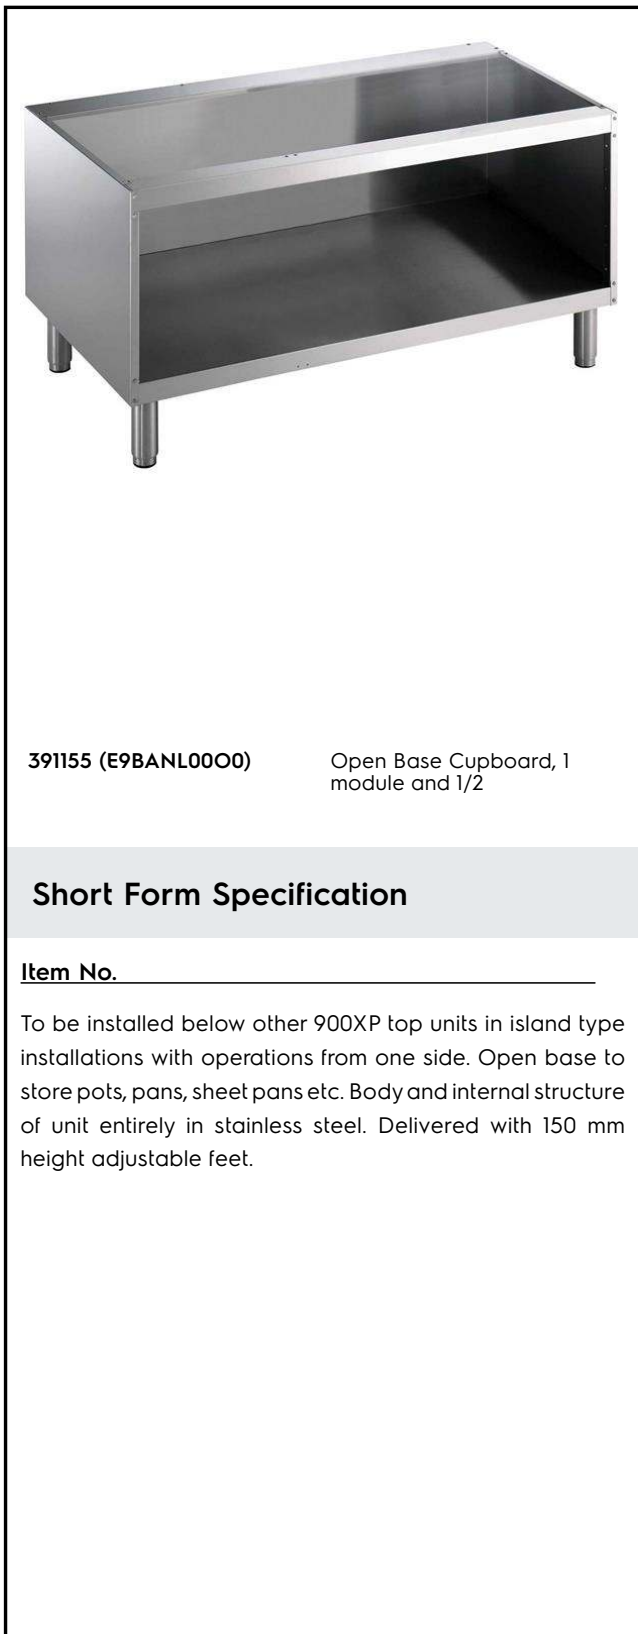 391155 (E9BANL00O0)
Open Base Cupboard, 1
module and 1/2
Short Form Specification
Item No.
To be installed below other 900XP top units in island type
installations with operations from one side. Open base to
store pots, pans, sheet pans etc. Body and internal structure
of unit entirely in stainless steel. Delivered with 150 mm
height adjustable feet.